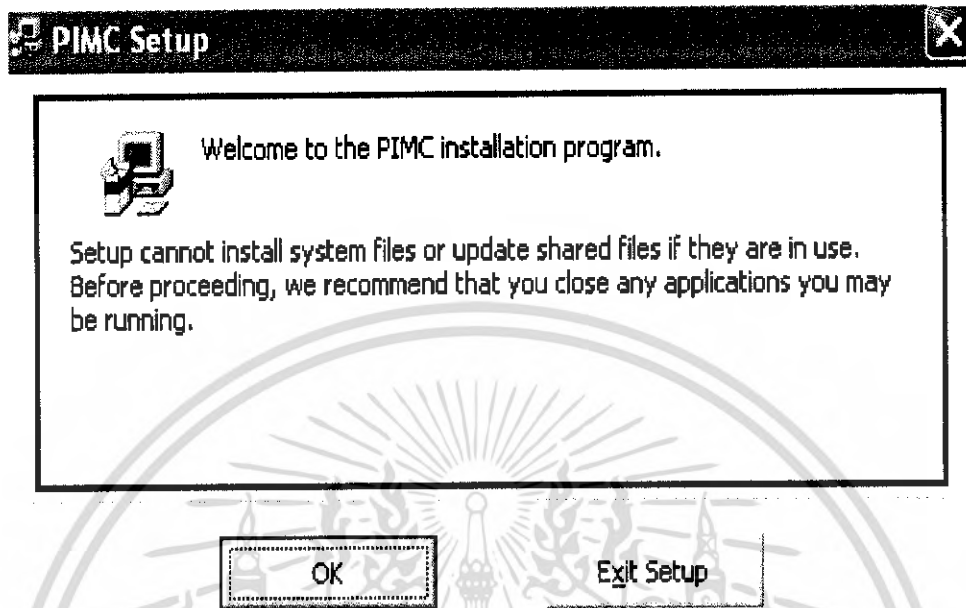 PIMC Setup
Welcome to the PIMC installation program.
Setup cannot install system files or update shared files if they are in use.
Before proceeding, we recommend that you close any applications you may
be running.
OK
Exit Setup